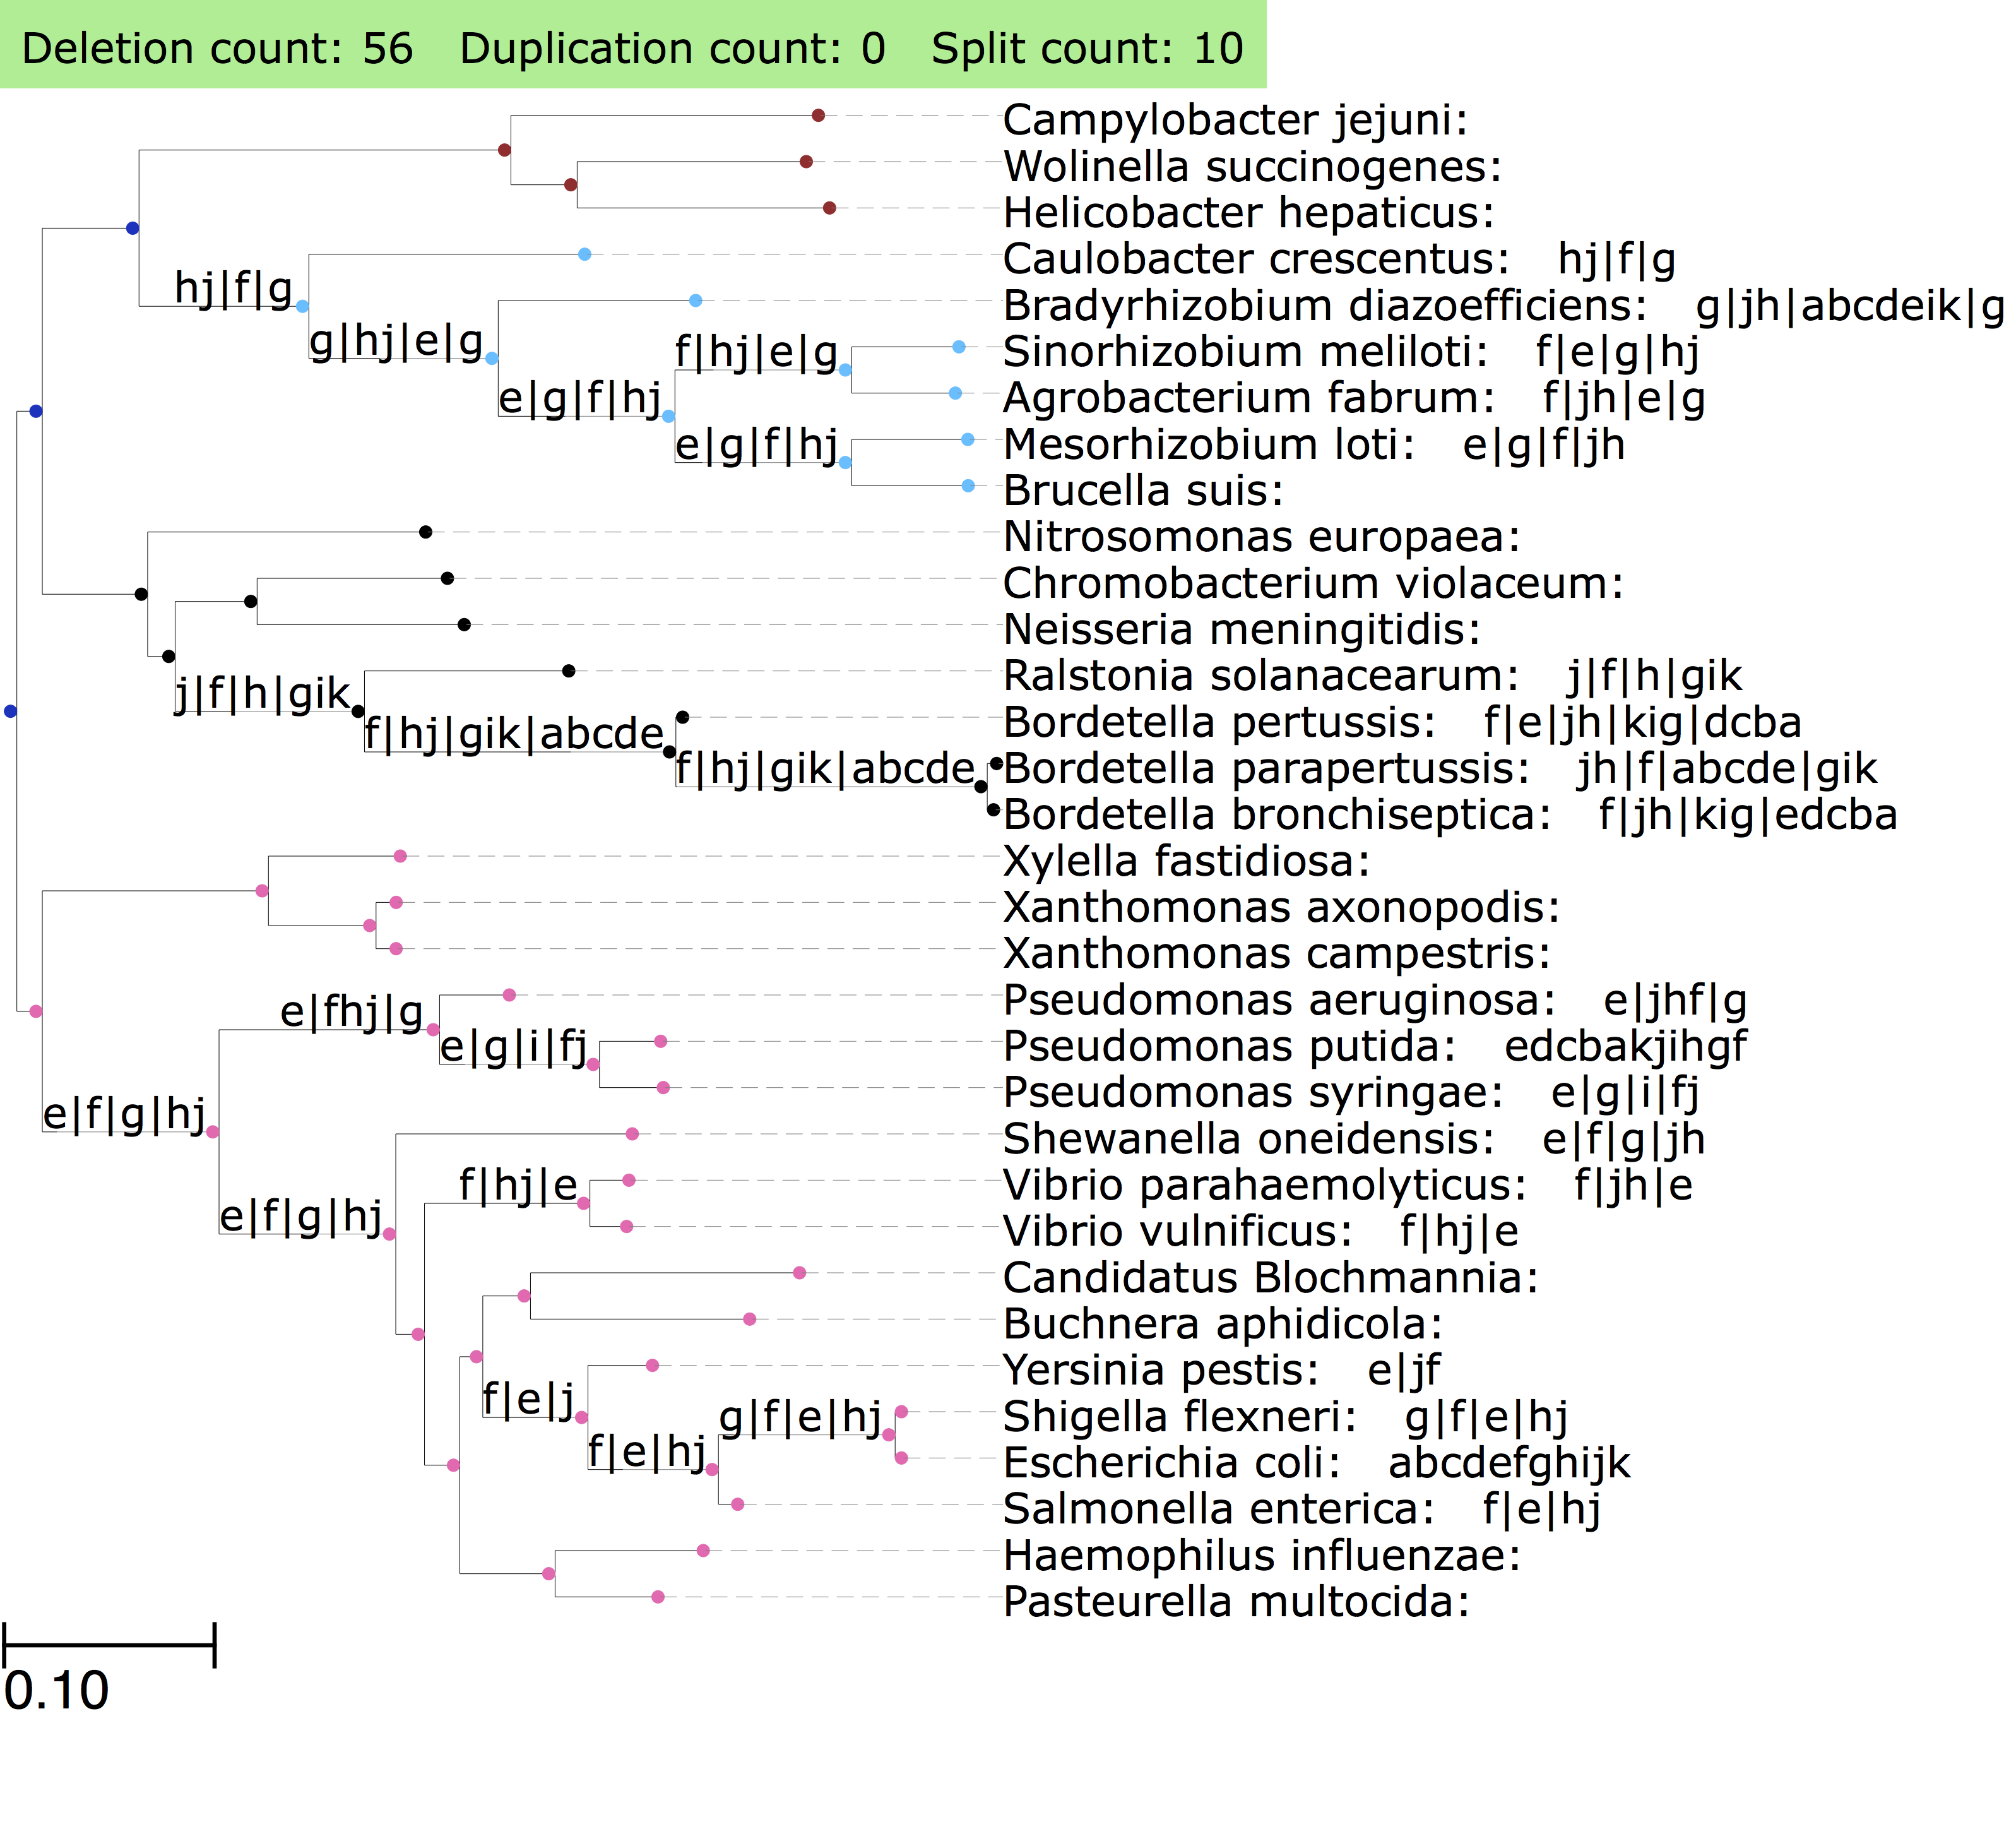 Deletion count: 56 Duplication count: 0 Split count: 10
Campylobacter jejuni:
Wolinella succinogenes:
Helicobacter hepaticus:
Caulobacter crescentus: hj|f|g
hj|f|g
Bradyrhizobium diazoefficiens: g|jh|abcdeik|g
g|hj|e|g
f|hj|e|g
Sinorhizobium meliloti: f|e|g|hj
e|g|f|hj
Agrobacterium fabrum: f|jh|e|g
e|g|f|hj
Mesorhizobium loti: e|g|f|jh
Brucella suis:
Nitrosomonas europaea:
Chromobacterium violaceum:
Neisseria meningitidis:
Ralstonia solanacearum: j|f|h|gik
j|f|h|gik
Bordetella pertussis: f|e|jh|kig|dcba
f|hj|gik|abcde
f|hj|gik|abcde
Bordetella parapertussis: jh|f|abcde|gik
Bordetella bronchiseptica: f|jh|kig|edcba
Xylella fastidiosa:
Xanthomonas axonopodis:
Xanthomonas campestris:
e|fhj|g
Pseudomonas aeruginosa: e|jhf|g
e|g|i|fj
Pseudomonas putida: edcbakjihgf
Pseudomonas syringae: e|g|i|fj
e|f|g|hj
Shewanella oneidensis: e|f|g|jh
f|hj|e
Vibrio parahaemolyticus: f|jh|e
e|f|g|hj
Vibrio vulnificus: f|hj|e
Candidatus Blochmannia:
Buchnera aphidicola:
Yersinia pestis: e|jf
f|e|j
g|f|e|hj
Shigella flexneri: g|f|e|hj
f|e|hj
Escherichia coli: abcdefghijk
Salmonella enterica: f|e|hj
Haemophilus influenzae:
Pasteurella multocida:
0.10